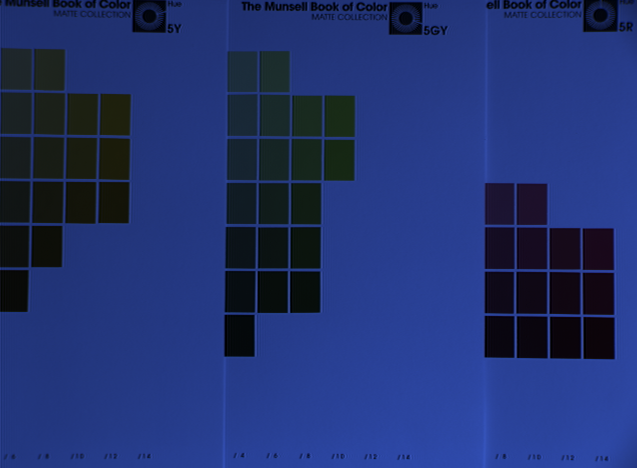 Munsell Book of Color
MATTE COLLECTION
Hue
5Y
The Munsell Book of Color
MATTE COLLECTION
Hue
5GY
ell Book of Color
MATTE COLLECTION
Hue
5R
/ 6 / 8 /10 /12 /14
/ 4 / 6 / 8 /10 /12 /14
/ 8 /10 /12 /14